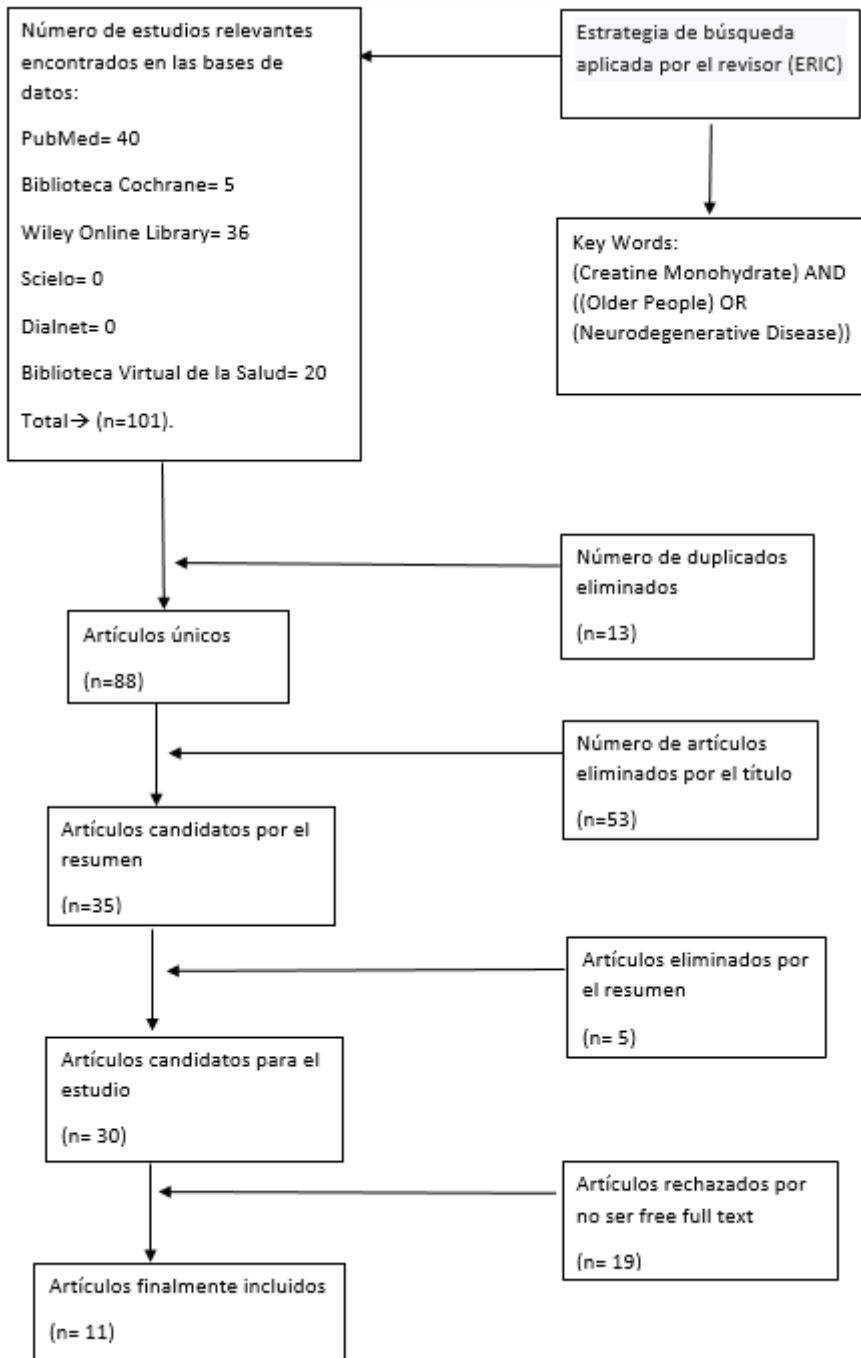 Número de estudios relevantes
encontrados en las bases de
datos:
PubMed= 40
Biblioteca Cochrane= 5
Wiley Online Library= 36
Scielo= 0
Dialnet= 0
Biblioteca Virtual de la Salud= 20
Total→ (n=101).
Estrategia de búsqueda
aplicada por el revisor (ERIC)
Key Words:
(Creatine Monohydrate) AND
((Older People) OR
(Neurodegenerative Disease))
Número de duplicados
eliminados
(n=13)
Artículos únicos
(n=88)
Número de artículos
eliminados por el título
(n=53)
Artículos candidatos por el
resumen
(n=35)
Artículos eliminados por
el resumen
(n= 5)
Artículos candidatos para el
estudio
(n= 30)
Artículos rechazados por
no ser free full text
(n= 19)
Artículos finalmente incluidos
(n= 11)